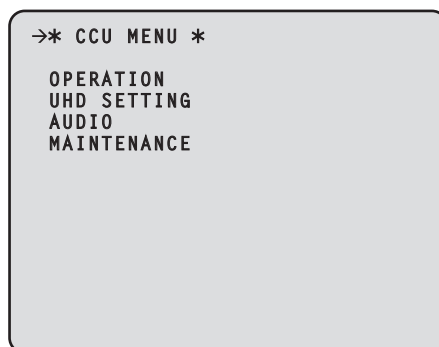 →* CCU MENU *
OPERATION
UHD SETTING
AUDIO
MAINTENANCE